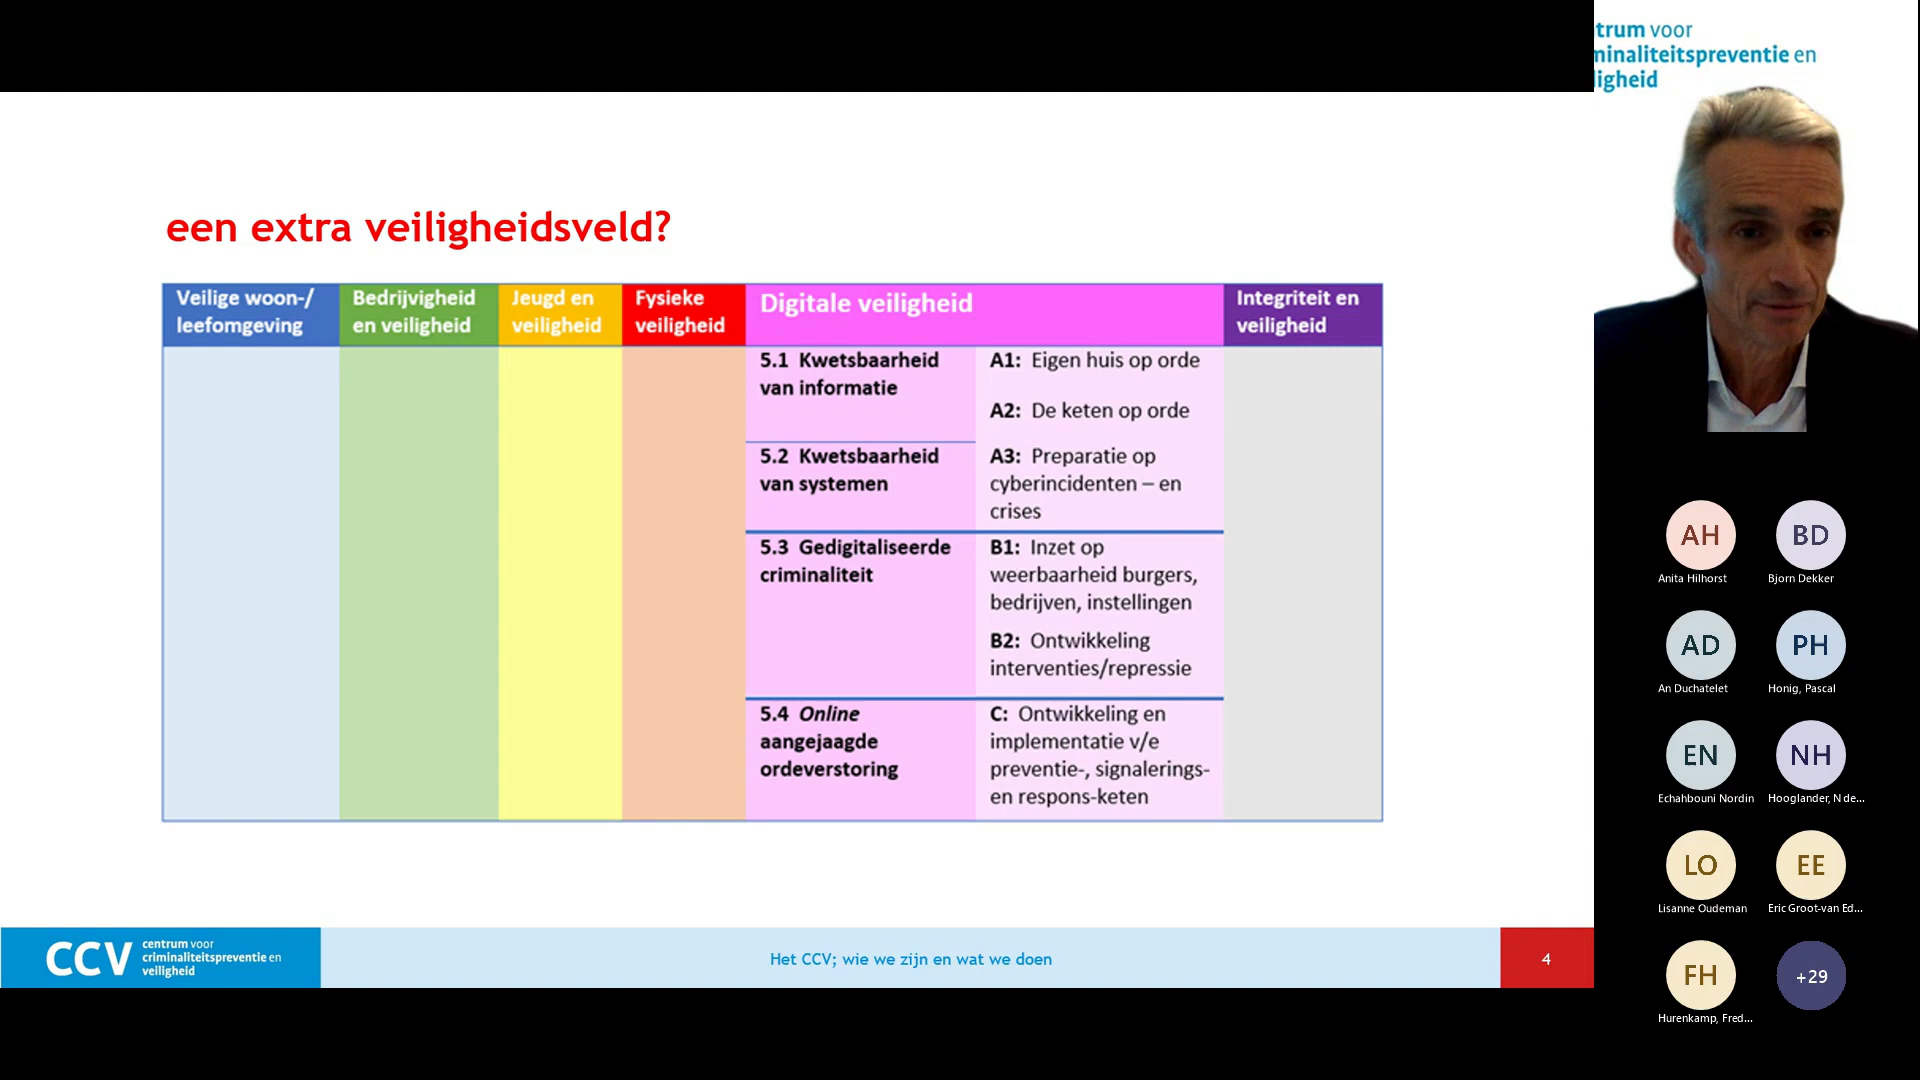 een extra veiligheidsveld?
Veilige woon-/
leefomgeving
Bedrijvigheid
en veiligheid
Jeugd en
veiligheid
Fysieke
veiligheid
Digitale veiligheid
Integriteit en
veiligheid
5.1 Kwetsbaarheid
van informatie
A1: Eigen huis op orde
A2: De keten op orde
5.2 Kwetsbaarheid
van systemen
A3: Preparatie op
cyberincidenten – en
crises
5.3 Gedigitaliseerde
criminaliteit
B1: Inzet op
weerbaarheid burgers,
bedrijven, instellingen
B2: Ontwikkeling
interventies/repressie
5.4 Online
aangejaagde
ordeverstoring
C: Ontwikkeling en
implementatie v/e
preventie-, signalerings-
en respons-keten
CCV
centrum voor
criminaliteitspreventie en
veiligheid
Het CCV; wie we zijn en wat we doen
4
trum voor
minaliteitspreventie en
ligheid
AH
Anita Hilhorst
BD
Bjorn Dekker
AD
An Duchatelet
PH
Honig, Pascal
EN
Echahbouni Nordin
NH
Hooglander, N de...
LO
Lisanne Oudeman
EE
Eric Groot-van Ed...
FH
Hurenkamp, Fred...
+29